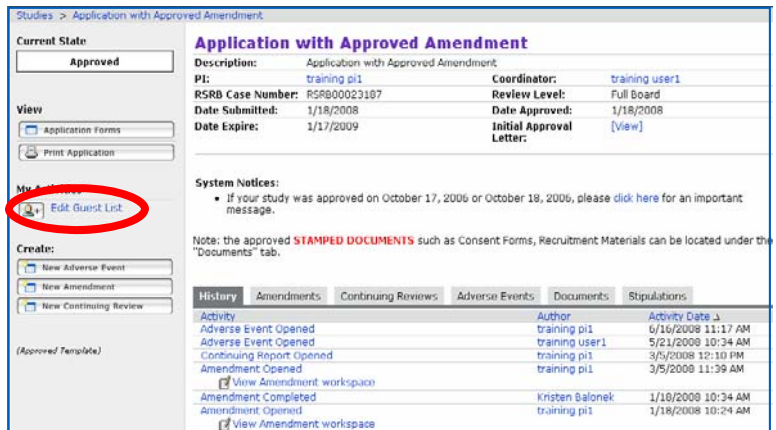 Studies > Application with Approved Amendment
Current State
Approved
View
Application Forms
Print Application
My Activities
Edit Guest List
Create:
New Adverse Event
New Amendment
New Continuing Review
(Approved Template)
Application with Approved Amendment
Description: Application with Approved Amendment
PI: training pi1 Coordinator: training user1
RSRB Case Number: RSRB00023187 Review Level: Full Board
Date Submitted: 1/18/2008 Date Approved: 1/18/2008
Date Expire: 1/17/2009 Initial Approval Letter: [View]
System Notices:
• If your study was approved on October 17, 2006 or October 18, 2006, please click here for an important
message.
Note: the approved STAMPED DOCUMENTS such as Consent Forms, Recruitment Materials can be located under the
"Documents" tab.
History Amendments Continuing Reviews Adverse Events Documents Stipulations
Activity Author Activity Date
Adverse Event Opened training pi1 6/16/2008 11:17 AM
Adverse Event Opened training user1 5/21/2008 10:34 AM
Continuing Report Opened training pi1 3/5/2008 12:10 PM
Amendment Opened training pi1 3/5/2008 11:39 AM
View Amendment workspace
Amendment Completed Kristen Balonek 1/18/2008 10:34 AM
Amendment Opened training pi1 1/18/2008 10:24 AM
View Amendment workspace